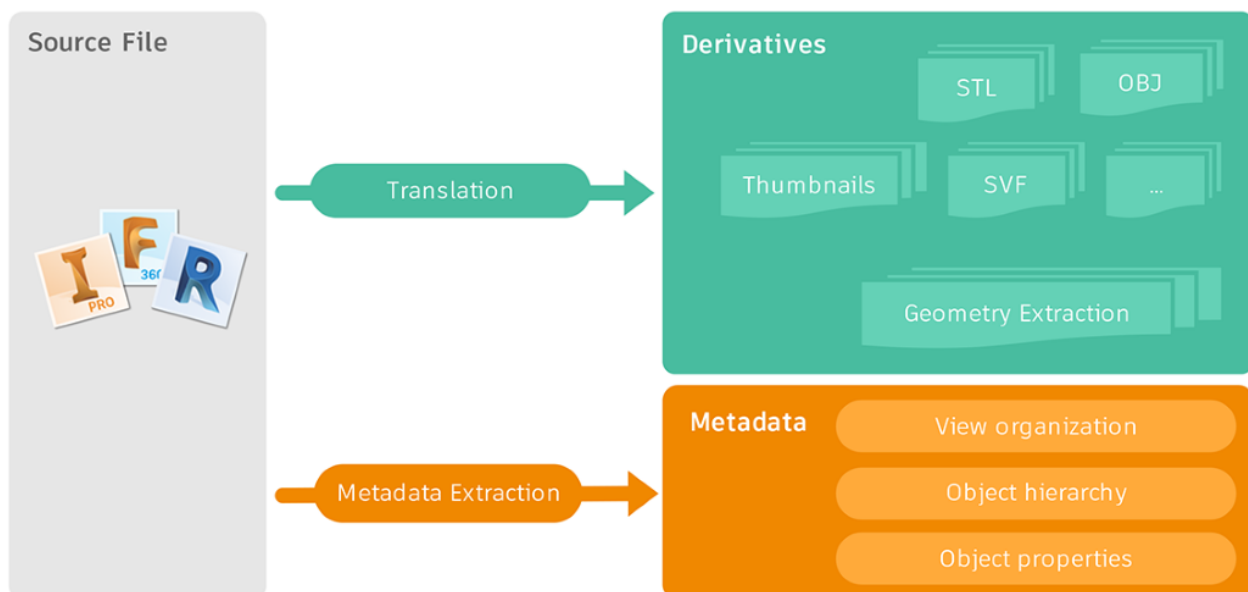 Source File
I
PRO
F
360
R
Translation
Metadata Extraction
Derivatives
STL
OBJ
Thumbnails
SVF
...
Geometry Extraction
Metadada
View organization
Object hierarchy
Object properties